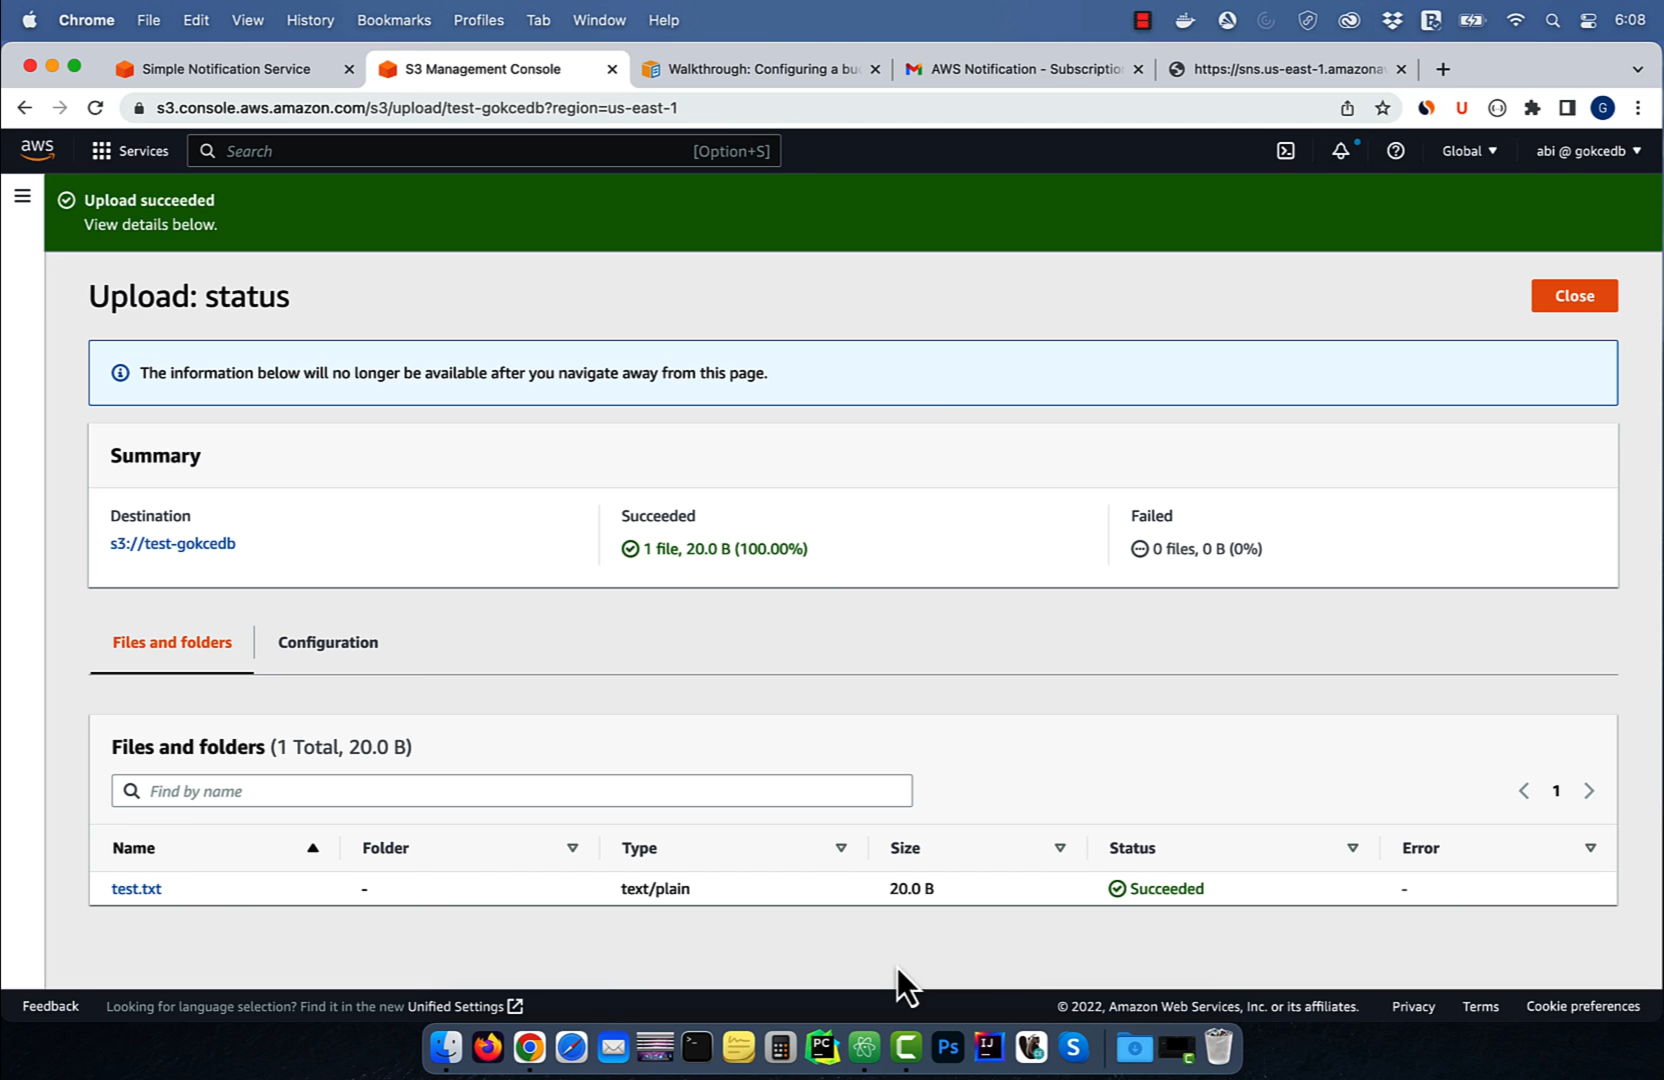 Chrome File Edit View History Bookmarks Profiles Tab Window Help 6:08
Simple Notification Service S3 Management Console Walkthrough: Configuring a bu AWS Notification - Subscriptio https://sns.us-east-1.amazona
s3.console.aws.amazon.com/s3/upload/test-gokcedb?region=us-east-1 U G
aws Services Search [Option+S] Global abi @ gokcedb
Upload succeeded
View details below.
Upload: status Close
The information below will no longer be available after you navigate away from this page.
Summary
Destination Succeeded Failed
s3://test-gokcedb 1 file, 20.0 B (100.00%) 0 files, 0 B (0%)
Files and folders Configuration
Files and folders (1 Total, 20.0 B)
Find by name 1
Name Folder Type Size Status Error
test.txt - text/plain 20.0 B Succeeded -
Feedback Looking for language selection? Find it in the new Unified Settings © 2022, Amazon Web Services, Inc. or its affiliates. Privacy Terms Cookie preferences
PC Ps IJ S